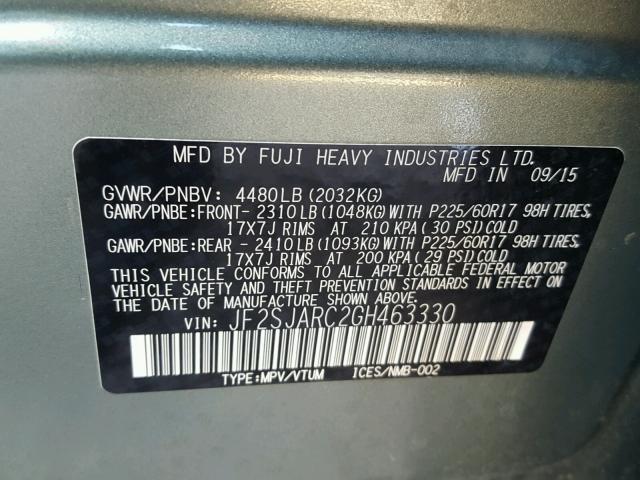 MFD BY FUJI HEAVY INDUSTRIES LTD.
MFD IN 09/15
GVWR/PNBV: 4480LB(2032KG)
GAWR/PNBE:FRONT- 2310LB(1048KG)WITH P225/60R17 98H TIRES,
17X7J RIMS AT 210 KPA(30 PSI)COLD
GAWR/PNBE:REAR - 2410LB(1093KG)WITH P225/60R17 98H TIRES,
17X7J RIMS AT 200 KPA(29 PSI)COLD
THIS VEHICLE CONFORMS TO ALL APPLICABLE FEDERAL MOTOR
VEHICLE SAFETY AND THEFT PREVENTION STANDARDS IN EFFECT ON
THE DATE OF MANUFACTURE SHOWN ABOVE.
VIN: JF2SJARC2GH463330
TYPE:MPV/VTUM ICES/NMB-002